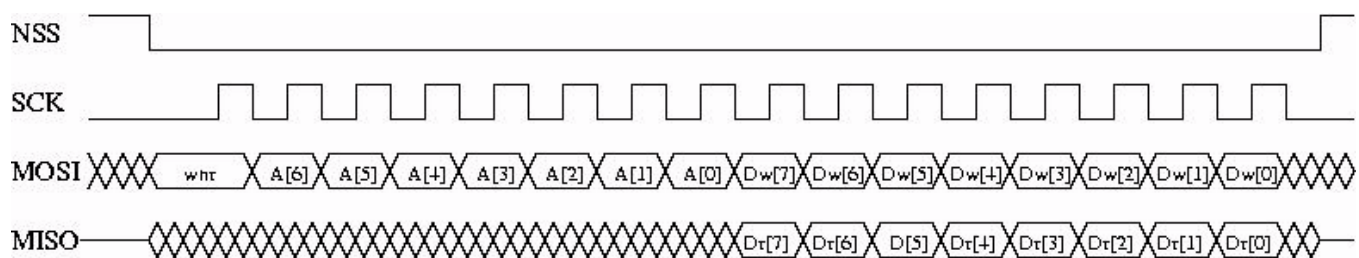 NSS
SCK
MOSI whr A[6] A[5] A[4] A[3] A[2] A[1] A[0] Dw[7] Dw[6] Dw[5] Dw[4] Dw[3] Dw[2] Dw[1] Dw[0]
MISO Dr[7] Dr[6] D[5] Dr[4] Dr[3] Dr[2] Dr[1] Dr[0]